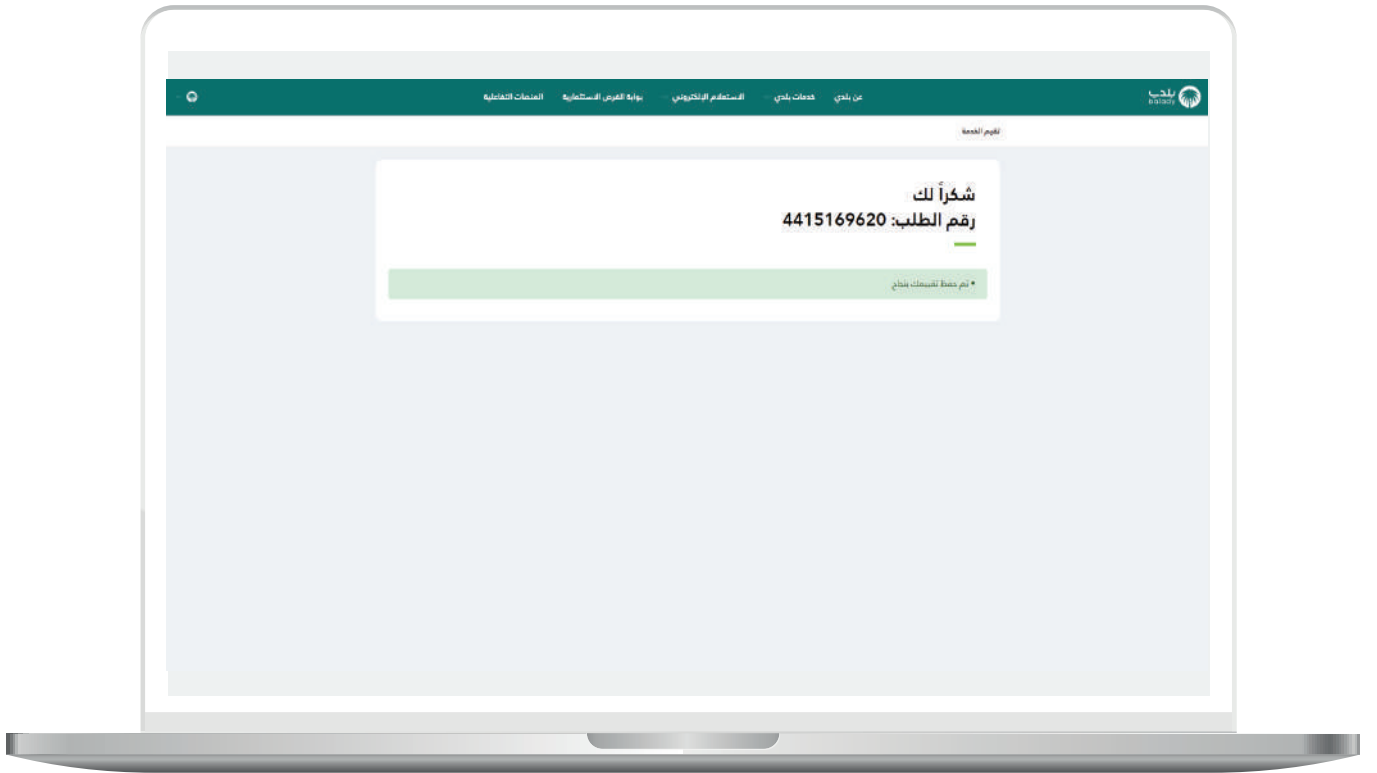 بلدي
balady
عن بلدي خدمات بلدي الاستعلام الإلكتروني بوابة الفرص الاستثمارية المنصات التفاعلية
تقيم الخدمة
شكراً لك
رقم الطلب: 4415169620
• تم حفظ تقييمك بنجاح